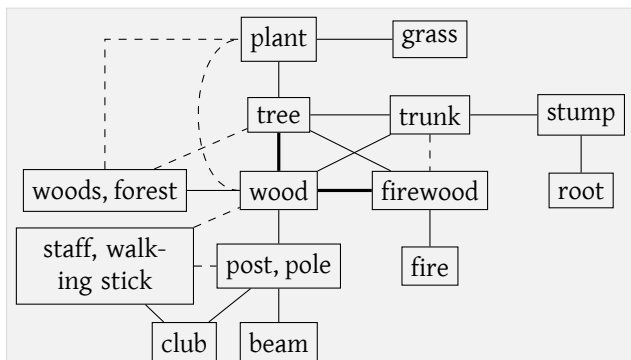 plant
grass
tree
trunk
stump
woods, forest
wood
firewood
root
staff, walk-
ing stick
post, pole
fire
club
beam